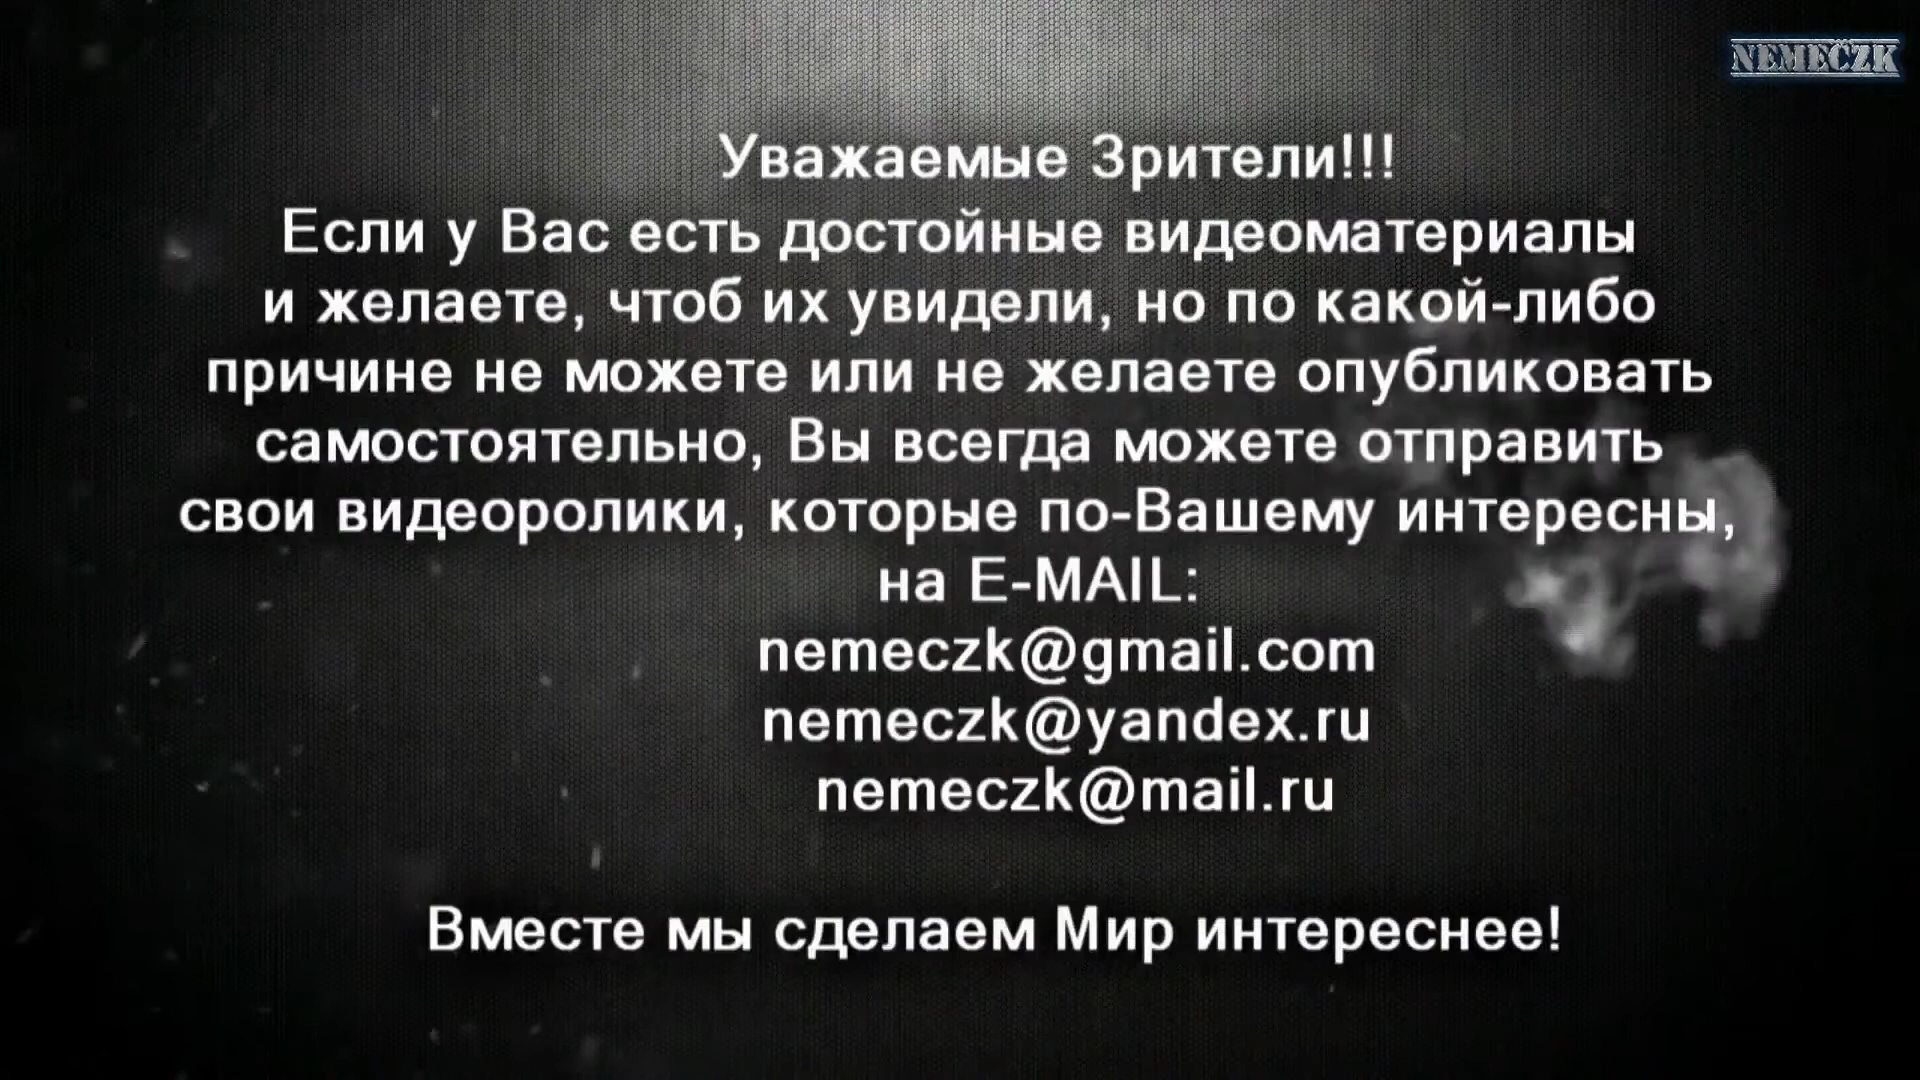 NEMEČZK
Уважаемые Зрители!!!
Если у Вас есть достойные видеоматериалы
и желаете, чтоб их увидели, но по какой-либо
причине не можете или не желаете опубликовать
самостоятельно, Вы всегда можете отправить
свои видеоролики, которые по-Вашему интересны,
на E-MAIL:
nemeczk@gmail.com
nemeczk@yandex.ru
nemeczk@mail.ru
Вместе мы сделаем Мир интереснее!